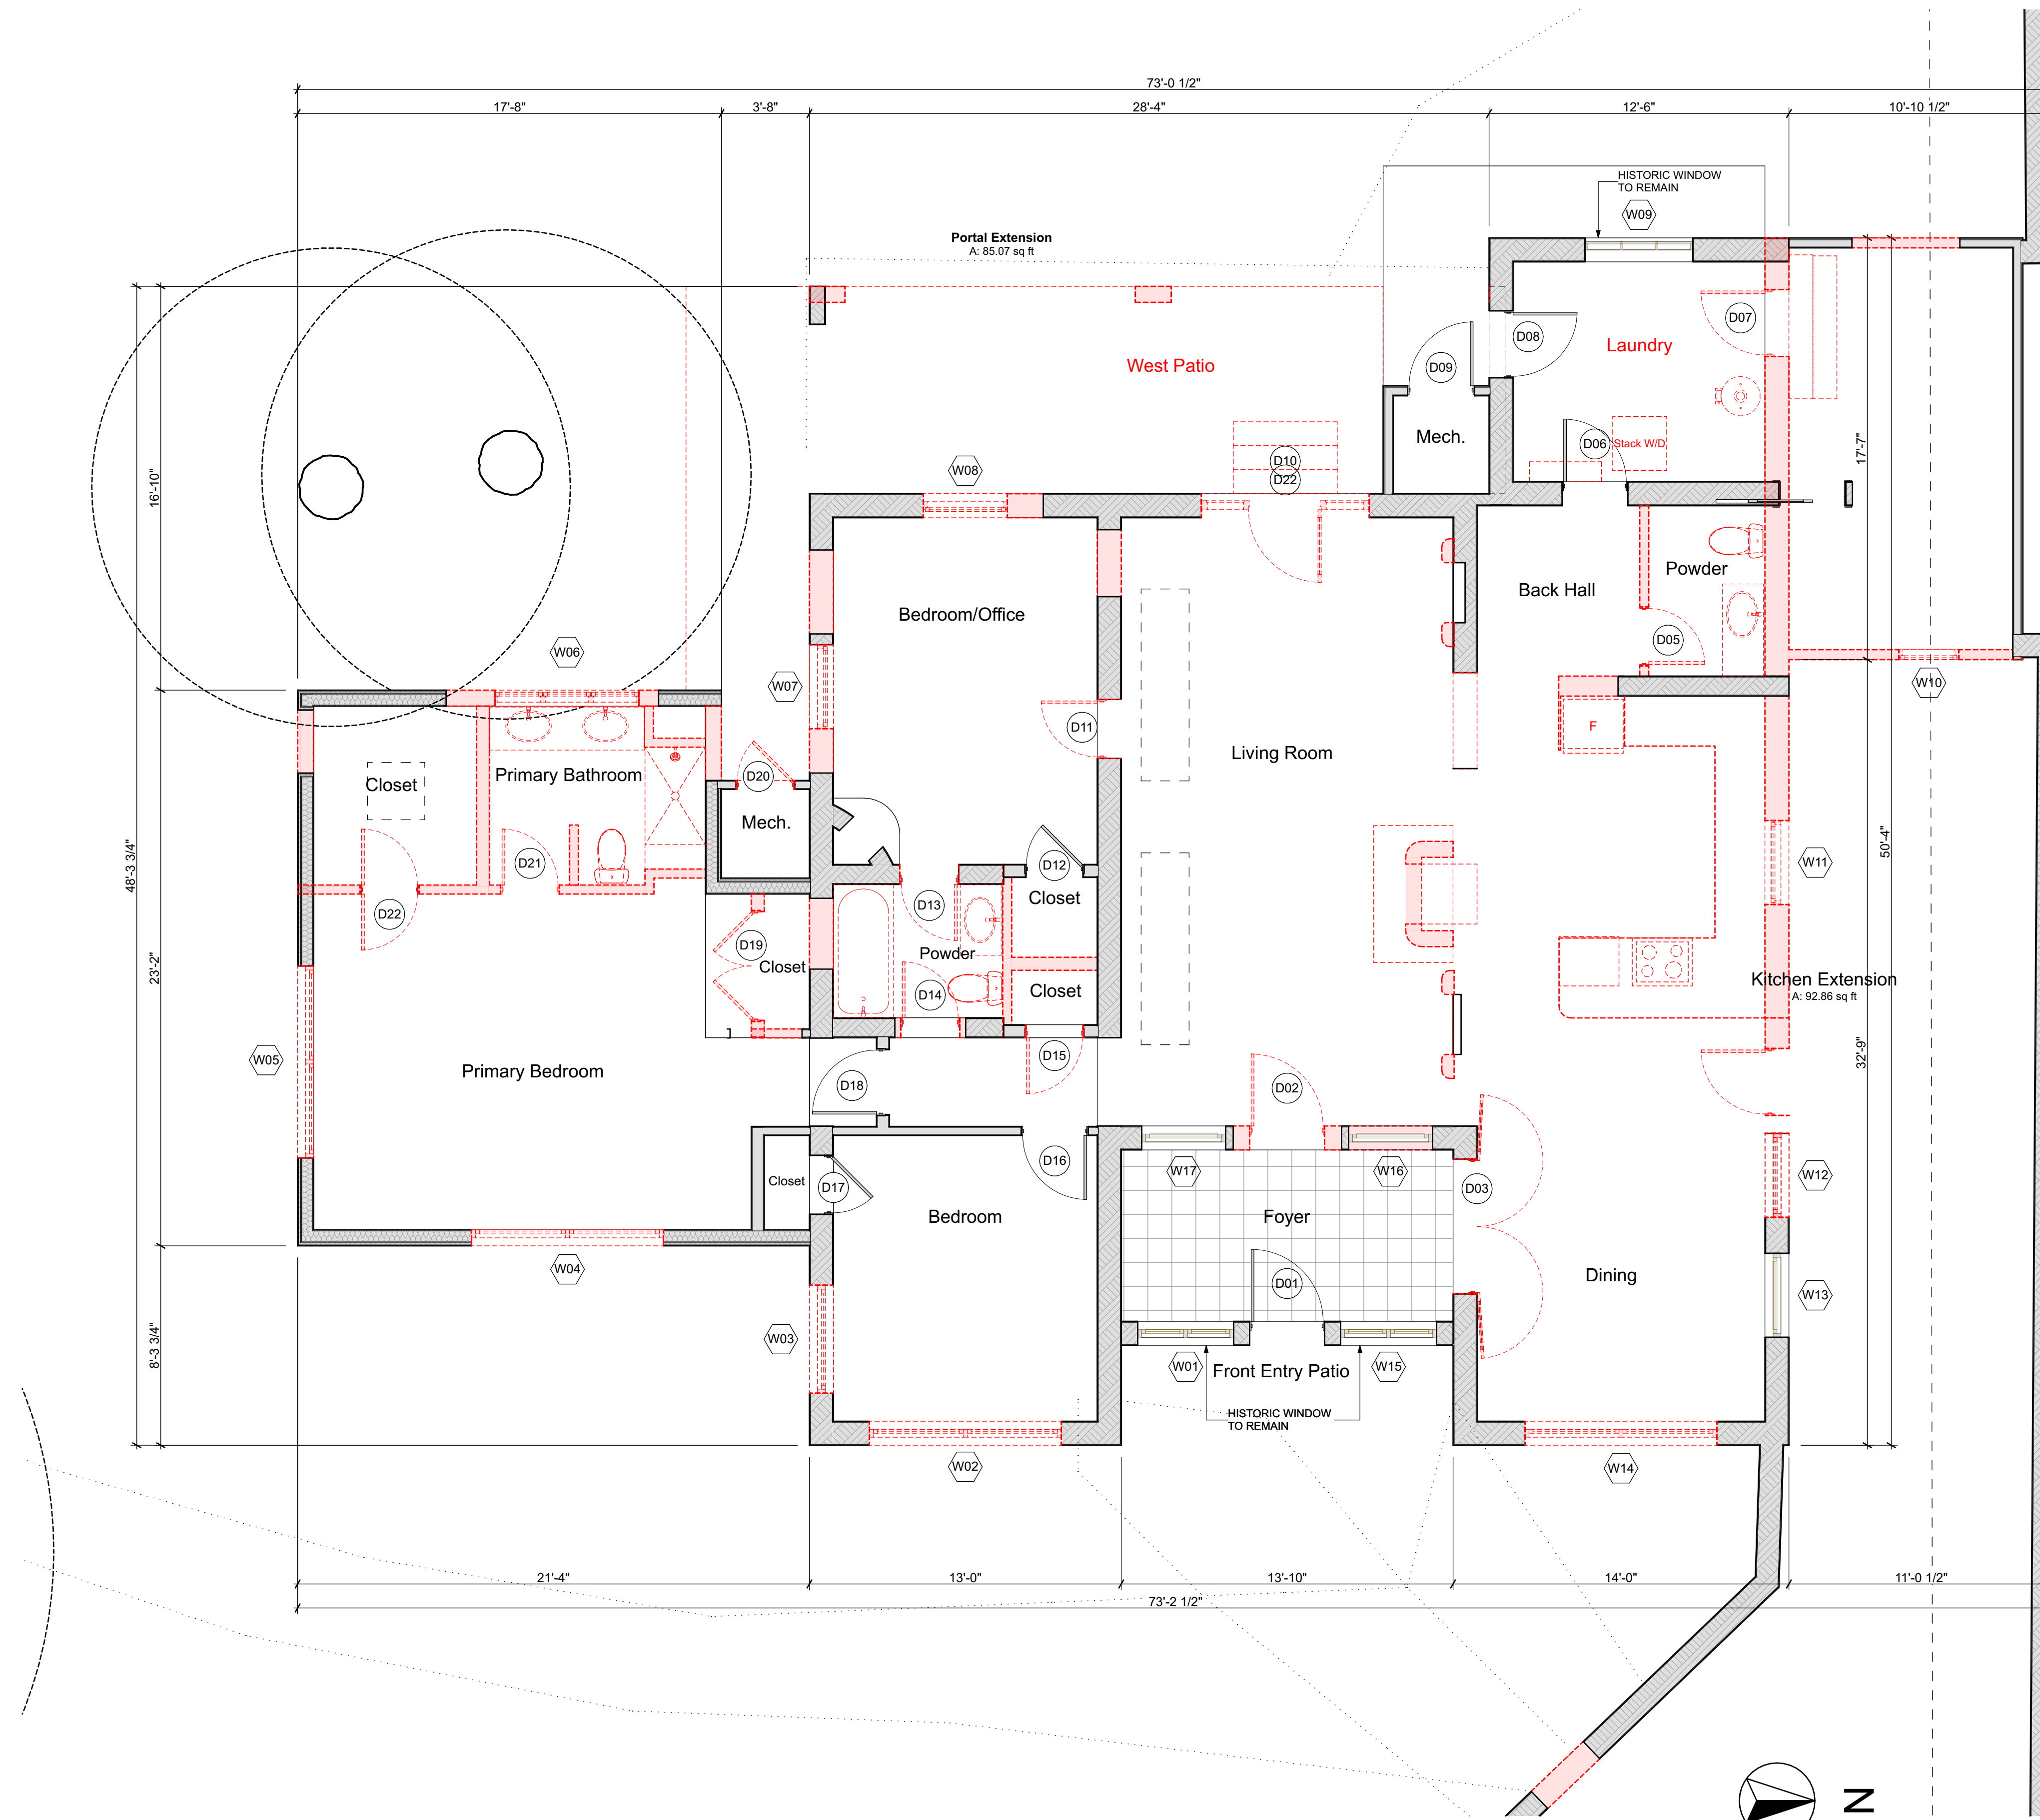 73'-0 1/2"
17'-8"
3'-8"
28'-4"
12'-6"
10'-10 1/2"
HISTORIC WINDOW
TO REMAIN
W09
Portal Extension
A: 85.07 sq ft
D07
D08
Laundry
West Patio
D09
Mech.
D06
Stack W/D
17'-7"
D10
D22
W08
16'-10"
Powder
Back Hall
Bedroom/Office
D05
W06
W07
W10
D11
F
Living Room
Closet
Primary Bathroom
D20
Mech.
48'-3 3/4"
50'-4"
D21
D12
W11
Closet
D22
D13
D19
Closet
Powder
23'-2"
D14
Closet
Kitchen Extension
A: 92.86 sq ft
W05
Primary Bedroom
D15
D18
D02
32'-9"
D16
W17
W16
W12
Closet
D17
D03
Bedroom
Foyer
W04
D01
Dining
W13
W03
8'-3 3/4"
W01
Front Entry Patio
W15
HISTORIC WINDOW
TO REMAIN
W02
W14
21'-4"
13'-0"
13'-10"
14'-0"
11'-0 1/2"
73'-2 1/2"
N